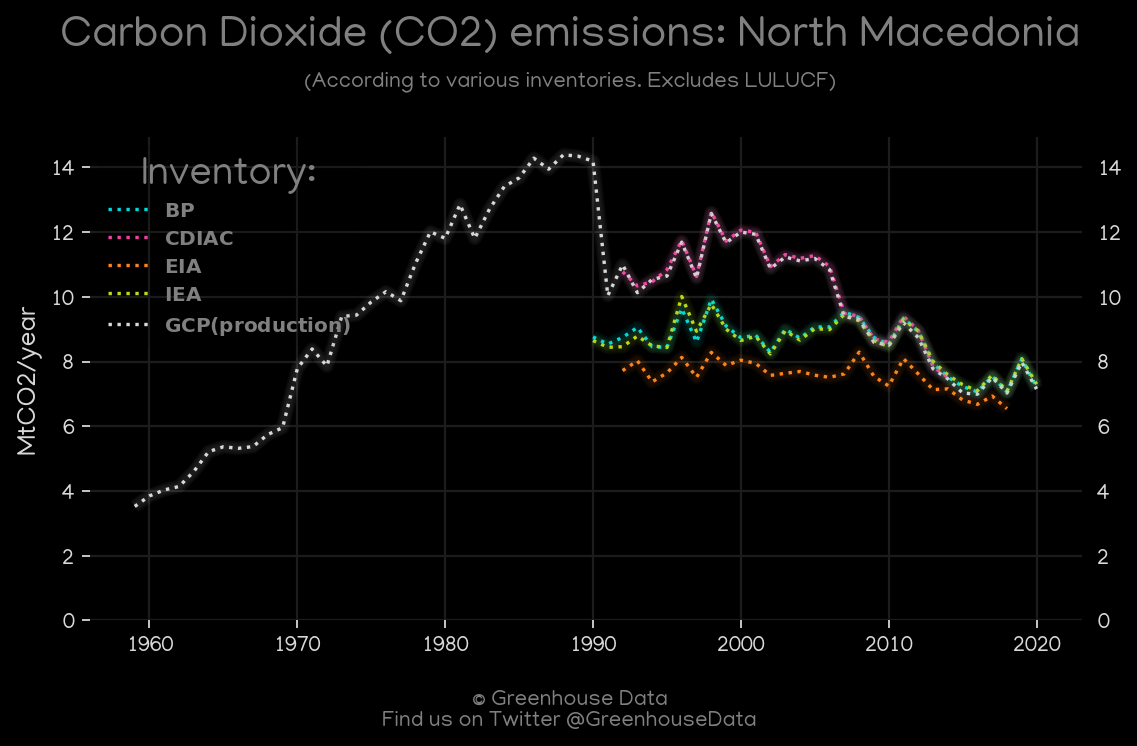 Carbon Dioxide (CO2) emissions: North Macedonia
(According to various inventories. Excludes LULUCF)
Inventory:
BP
CDIAC
EIA
IEA
GCP(production)
MtCO2/year
14
12
10
8
6
4
2
0
14
12
10
8
6
4
2
0
1960 1970 1980 1990 2000 2010 2020
© Greenhouse Data
Find us on Twitter @GreenhouseData